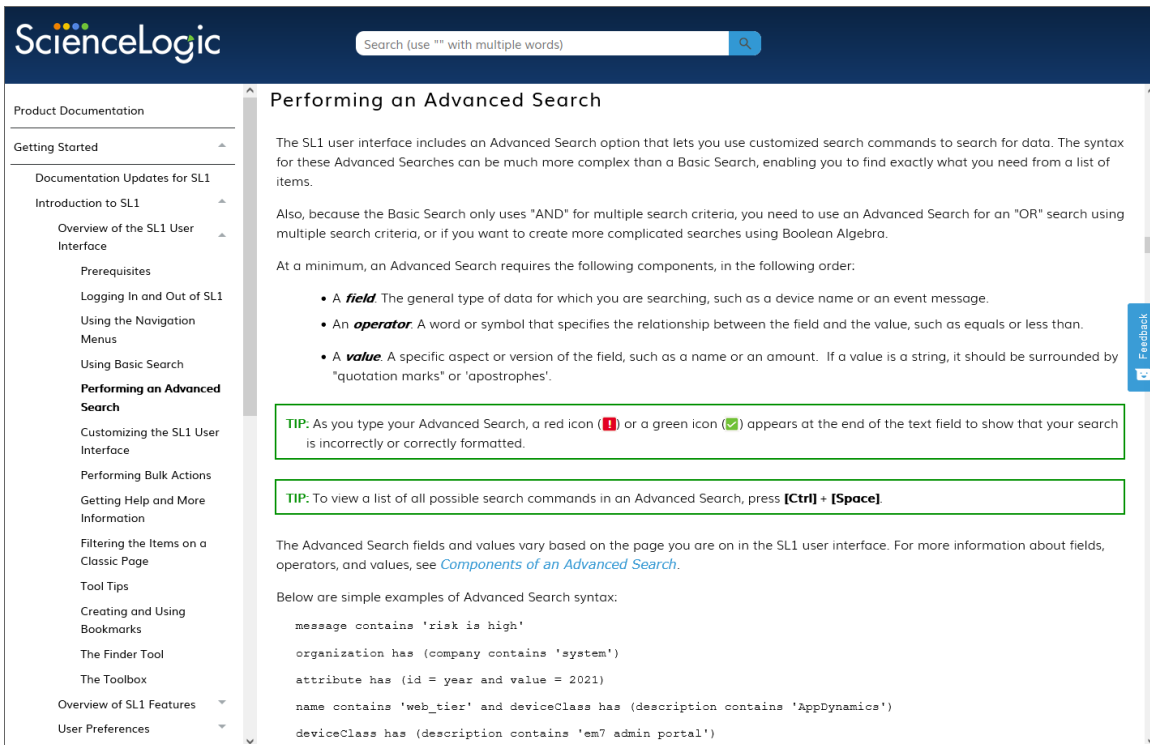 ScienceLogic
Search (use "" with multiple words)
Product Documentation
Getting Started
Documentation Updates for SL1
Introduction to SL1
Overview of the SL1 User
Interface
Prerequisites
Logging In and Out of SL1
Using the Navigation
Menus
Using Basic Search
Performing an Advanced
Search
Customizing the SL1 User
Interface
Performing Bulk Actions
Getting Help and More
Information
Filtering the Items on a
Classic Page
Tool Tips
Creating and Using
Bookmarks
The Finder Tool
The Toolbox
Overview of SL1 Features
User Preferences
Performing an Advanced Search
The SL1 user interface includes an Advanced Search option that lets you use customized search commands to search for data. The syntax
for these Advanced Searches can be much more complex than a Basic Search, enabling you to find exactly what you need from a list of
items.
Also, because the Basic Search only uses "AND" for multiple search criteria, you need to use an Advanced Search for an "OR" search using
multiple search criteria, or if you want to create more complicated searches using Boolean Algebra.
At a minimum, an Advanced Search requires the following components, in the following order:
• A field. The general type of data for which you are searching, such as a device name or an event message.
• An operator. A word or symbol that specifies the relationship between the field and the value, such as equals or less than.
• A value. A specific aspect or version of the field, such as a name or an amount. If a value is a string, it should be surrounded by
"quotation marks" or 'apostrophes'.
TIP: As you type your Advanced Search, a red icon (!) or a green icon (✓) appears at the end of the text field to show that your search
is incorrectly or correctly formatted.
TIP: To view a list of all possible search commands in an Advanced Search, press [Ctrl] + [Space].
The Advanced Search fields and values vary based on the page you are on in the SL1 user interface. For more information about fields,
operators, and values, see Components of an Advanced Search.
Below are simple examples of Advanced Search syntax:
message contains 'risk is high'
organization has (company contains 'system')
attribute has (id = year and value = 2021)
name contains 'web_tier' and deviceClass has (description contains 'AppDynamics')
deviceClass has (description contains 'em7 admin portal')
Feedback